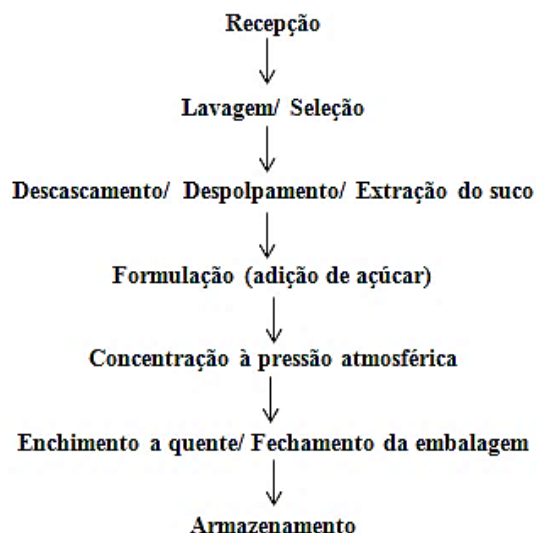 Recepção
Lavagem/ Seleção
Descascamento/ Despolpamento/ Extração do suco
Formulação (adição de açúcar)
Concentração à pressão atmosférica
Enchimento a quente/ Fechamento da embalagem
Armazenamento